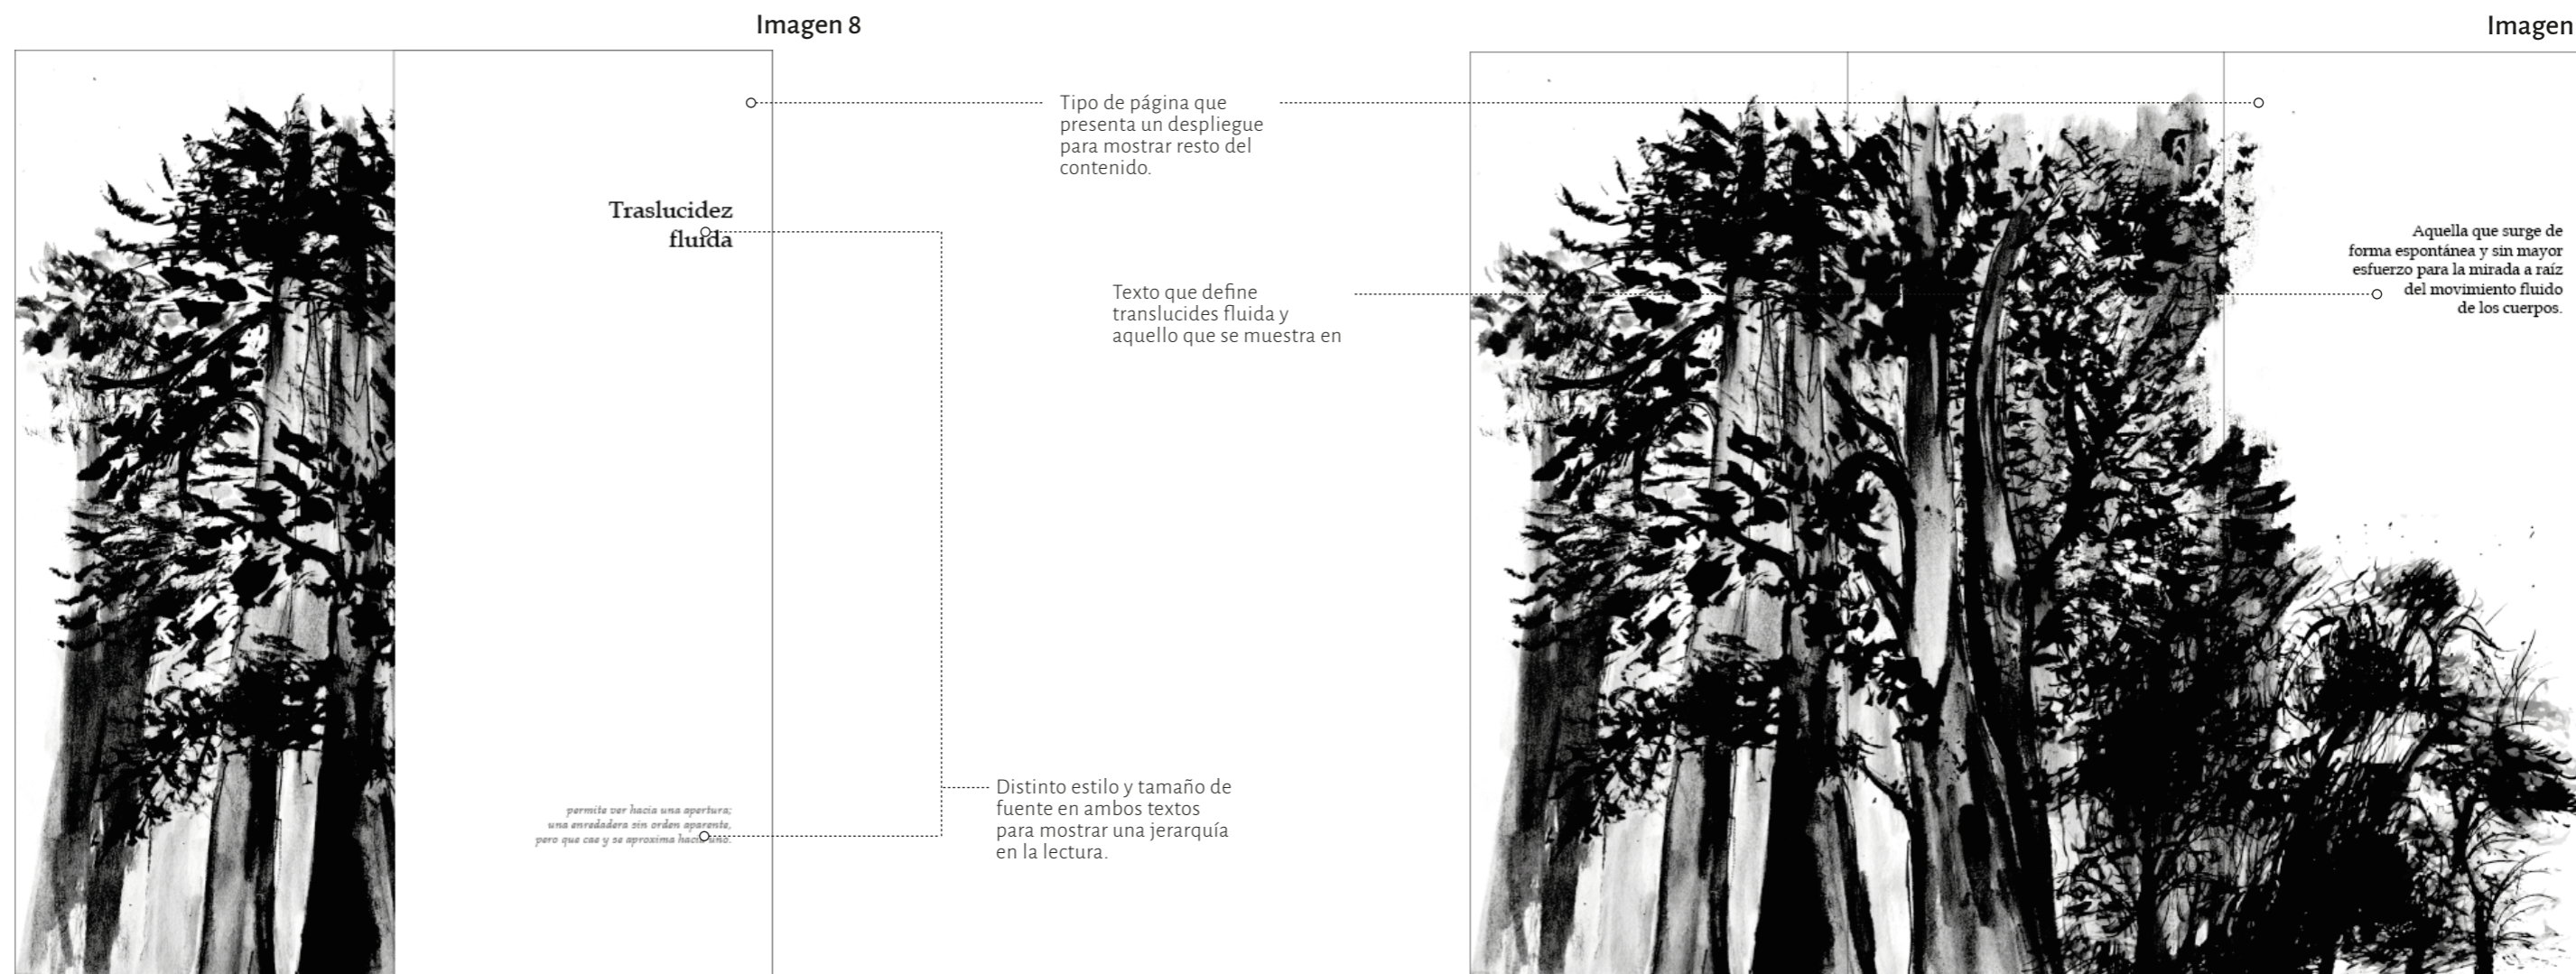 Imagen 8
Imagen
Tipo de página que
presenta un despliegue
para mostrar resto del
contenido.
Traslucidez
fluida
Aquella que surge de
forma espontánea y sin mayor
esfuerzo para la mirada a raíz
del movimiento fluido
de los cuerpos.
Texto que define
translucides fluida y
aquello que se muestra en
Distinto estilo y tamaño de
fuente en ambos textos
para mostrar una jerarquía
en la lectura.
permite ver hacia una apertura;
una enredadera sin orden aparente,
pero que cae y se aproxima hacia uno.